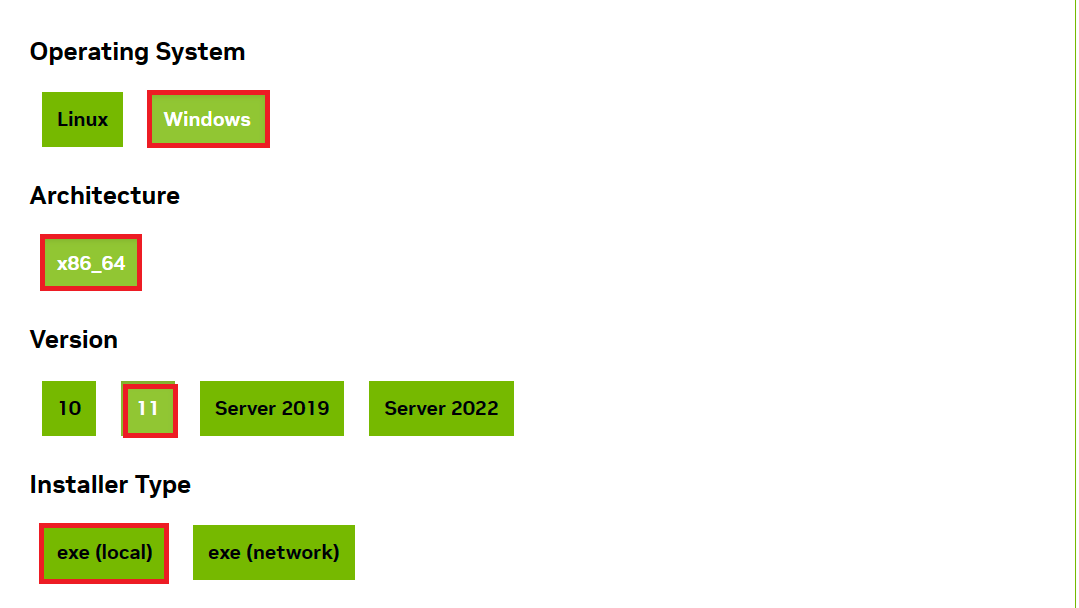 Operating System
Linux Windows
Architecture
x86_64
Version
10 11 Server 2019 Server 2022
Installer Type
exe (local) exe (network)